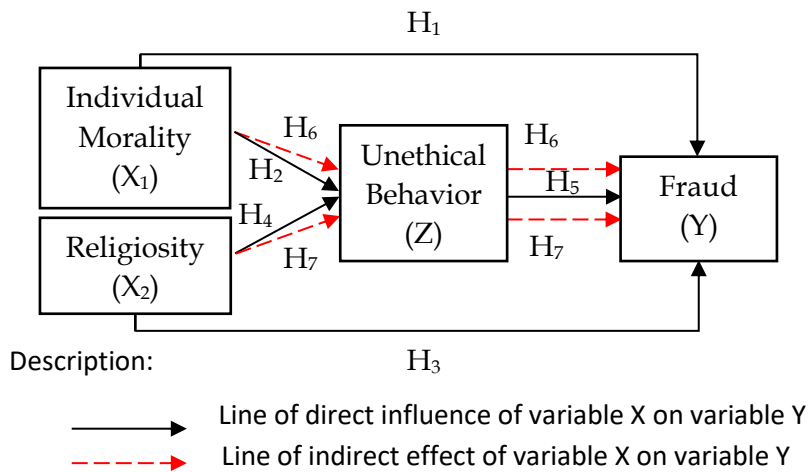 H₁
Individual
Morality
(X₁)
H₆
H₂
H₄
H₇
Religiosity
(X₂)
Unethical
Behavior
(Z)
H₆
H₅
H₇
Fraud
(Y)
H₃
Description:
Line of direct influence of variable X on variable Y
Line of indirect effect of variable X on variable Y